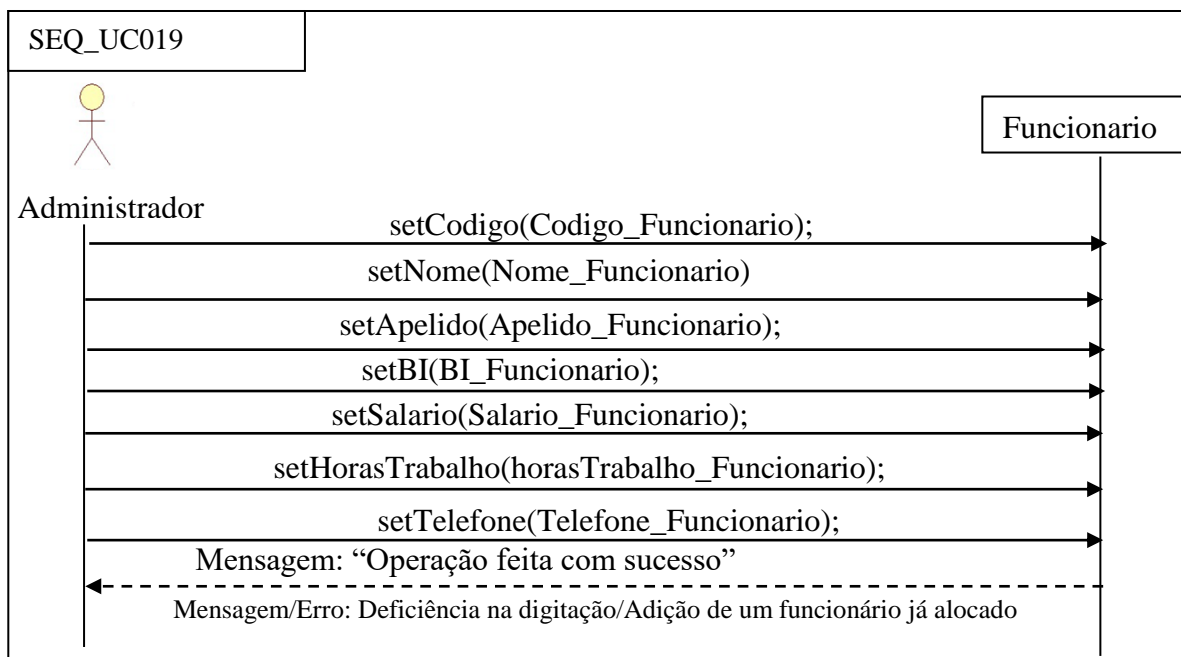 SEQ_UC019
Funcionario
Administrador
setCodigo(Codigo_Funcionario);
setNome(Nome_Funcionario)
setApelido(Apelido_Funcionario);
setBI(BI_Funcionario);
setSalario(Salario_Funcionario);
setHorasTrabalho(horasTrabalho_Funcionario);
setTelefone(Telefone_Funcionario);
Mensagem: “Operação feita com sucesso”
Mensagem/Erro: Deficiência na digitação/Adição de um funcionário já alocado